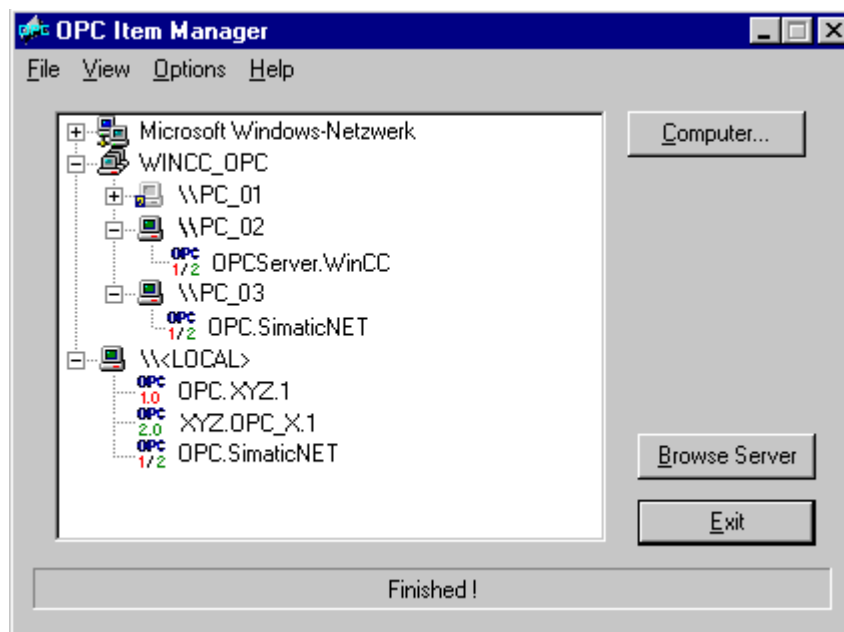 OPC OPC Item Manager
File View Options Help
Microsoft Windows-Netzwerk
Computer...
WINCC_OPC
\\PC_01
\\PC_02
OPC 1/2 OPCServer.WinCC
\\PC_03
OPC 1/2 OPC.SimaticNET
\\<LOCAL>
OPC 1.0 OPC.XYZ.1
OPC 2.0 XYZ.OPC_X.1
OPC 1/2 OPC.SimaticNET
Browse Server
Exit
Finished !